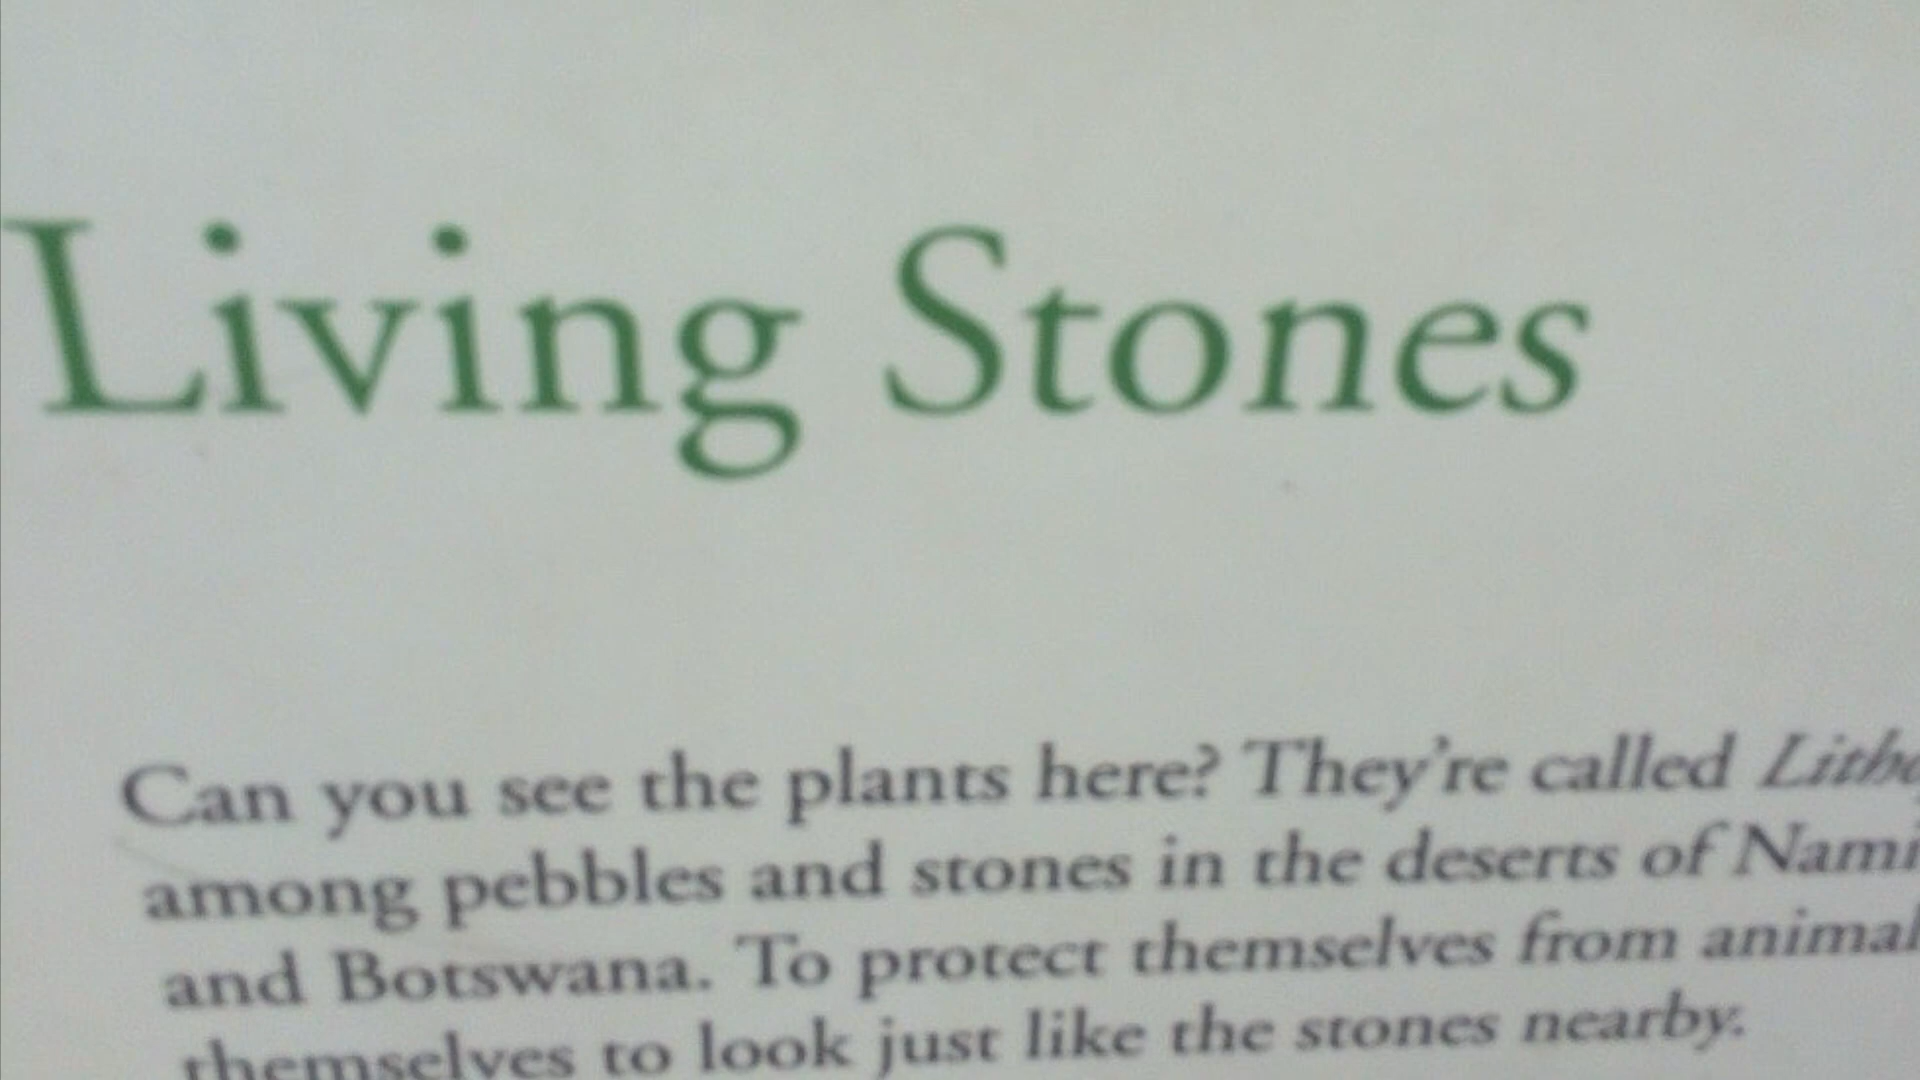 Living Stones
Can you see the plants here? They're called
among pebbles and stones in the deserts of
and Botswana. To protect themselves from
themselves to look just like the stones nearby.